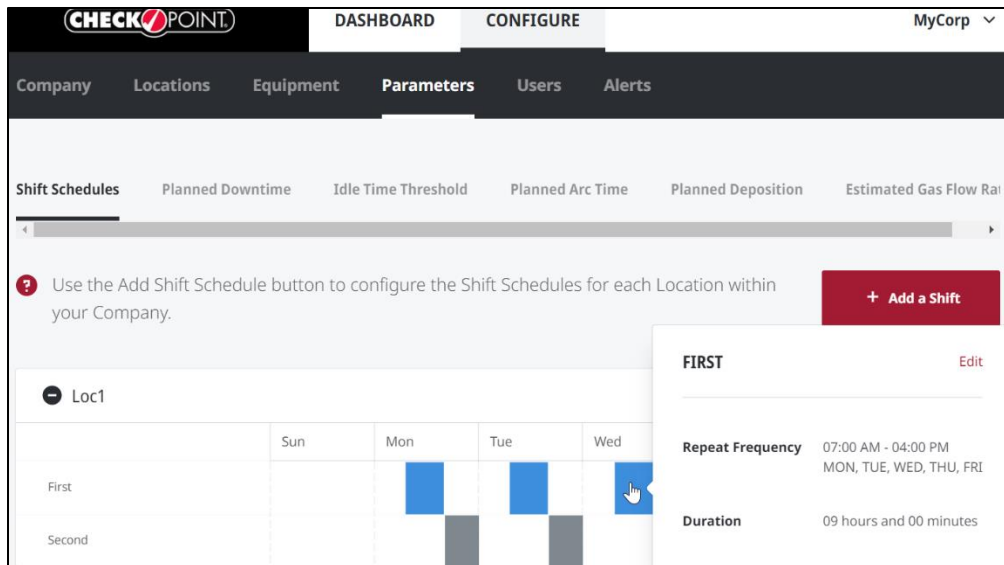 CHECKPOINT.
DASHBOARD CONFIGURE MyCorp
Company Locations Equipment Parameters Users Alerts
Shift Schedules Planned Downtime Idle Time Threshold Planned Arc Time Planned Deposition Estimated Gas Flow Ra
? Use the Add Shift Schedule button to configure the Shift Schedules for each Location within
your Company.
+ Add a Shift
Loc1
Sun Mon Tue Wed
First
Second
FIRST Edit
Repeat Frequency 07:00 AM - 04:00 PM
MON, TUE, WED, THU, FRI
Duration 09 hours and 00 minutes